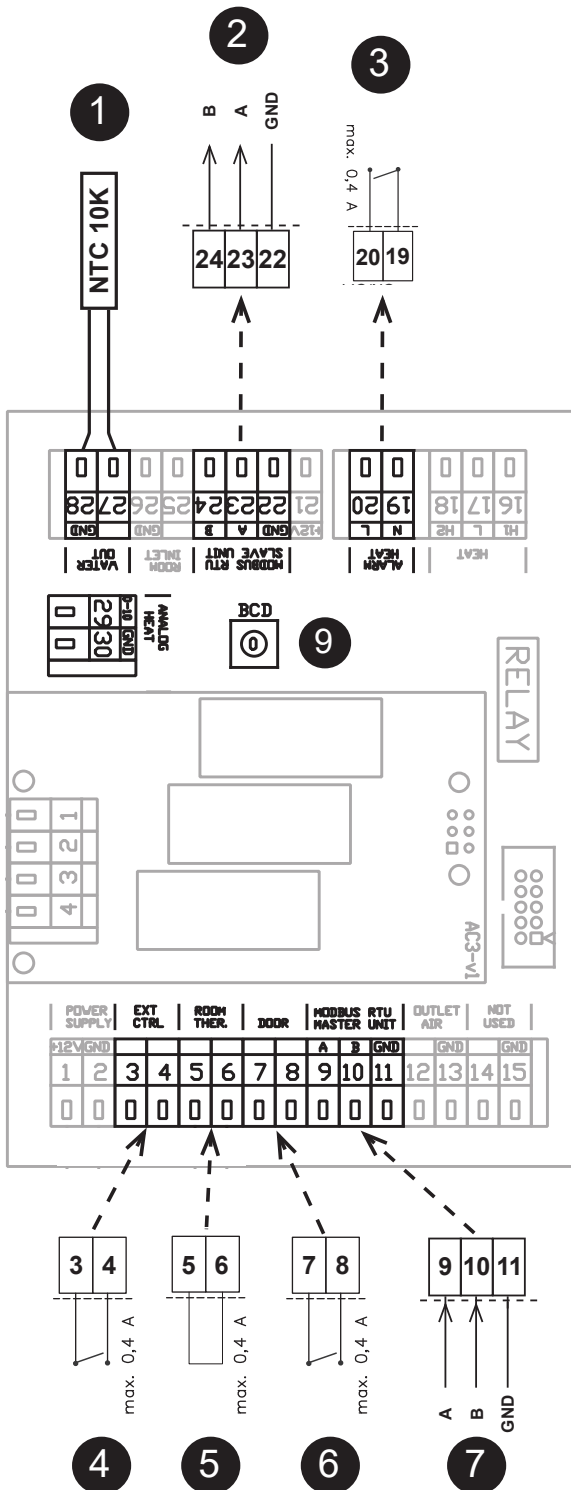 2
3
1
B
A
GND
max. 0,4 A
NTC 10K
24 23 22
20 19
28 27 26 25 24 23 22 21
20 19 18 17 16
GND GND B A GND +12V
L N H2 L H1
VATER OUT
ROOM INLET
MODBUS RTU
SLAVE UNIT
ALARM HEAT
HEAT
29 0-10
30 GND
ANALOG HEAT
BCD
0
9
RELAY
1
2
3
4
AC3-v1
POWER SUPPLY
EXT CTRL
ROOM THER.
DOOR
MODBUS RTU
MASTER UNIT
OUTLET AIR
NOT USED
+12V GND A B GND GND GND
1 2 3 4 5 6 7 8 9 10 11 12 13 14 15
3 4
5 6
7 8
9 10 11
max. 0,4 A
max. 0,4 A
max. 0,4 A
A
B
GND
4
5
6
7